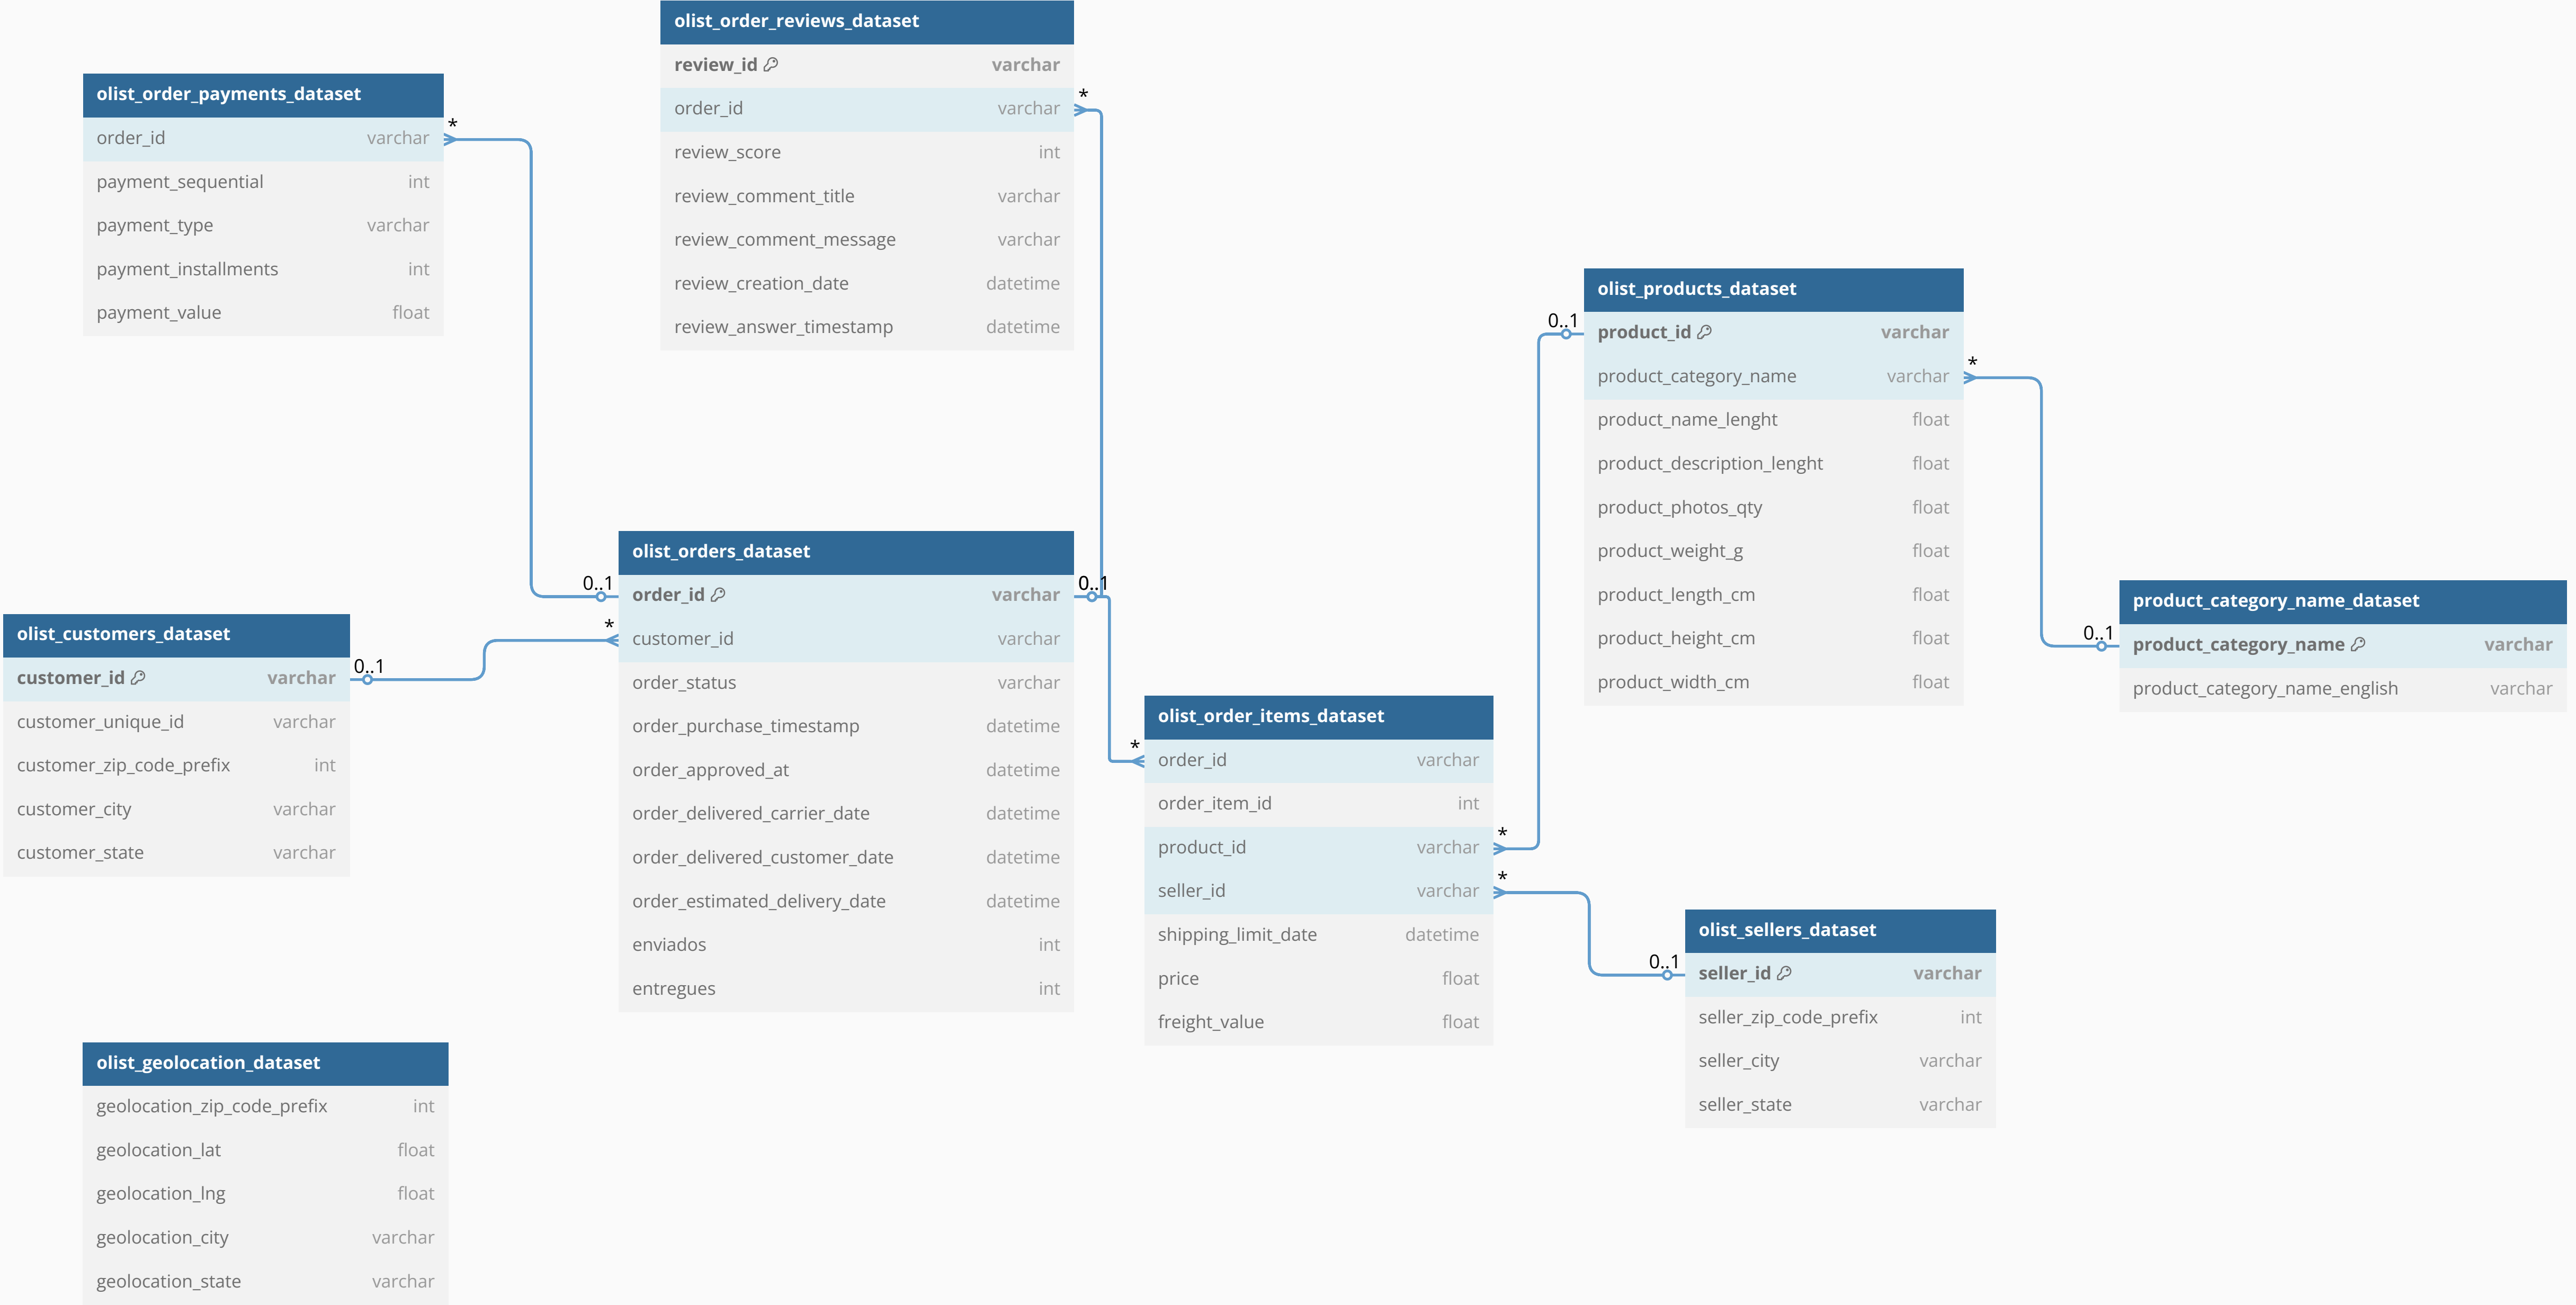 olist_order_reviews_dataset
review_id varchar
order_id varchar
review_score int
review_comment_title varchar
review_comment_message varchar
review_creation_date datetime
review_answer_timestamp datetime
*
olist_order_payments_dataset
order_id varchar
payment_sequential int
payment_type varchar
payment_installments int
payment_value float
*
olist_products_dataset
product_id varchar
product_category_name varchar
product_name_lenght float
product_description_lenght float
product_photos_qty float
product_weight_g float
product_length_cm float
product_height_cm float
product_width_cm float
0..1
*
olist_orders_dataset
order_id varchar
customer_id varchar
order_status varchar
order_purchase_timestamp datetime
order_approved_at datetime
order_delivered_carrier_date datetime
order_delivered_customer_date datetime
order_estimated_delivery_date datetime
enviados int
entregues int
0..1
*
0..1
product_category_name_dataset
product_category_name varchar
product_category_name_english varchar
0..1
olist_customers_dataset
customer_id varchar
customer_unique_id varchar
customer_zip_code_prefix int
customer_city varchar
customer_state varchar
0..1
olist_order_items_dataset
order_id varchar
order_item_id int
product_id varchar
seller_id varchar
shipping_limit_date datetime
price float
freight_value float
*
*
*
olist_sellers_dataset
seller_id varchar
seller_zip_code_prefix int
seller_city varchar
seller_state varchar
0..1
olist_geolocation_dataset
geolocation_zip_code_prefix int
geolocation_lat float
geolocation_lng float
geolocation_city varchar
geolocation_state varchar